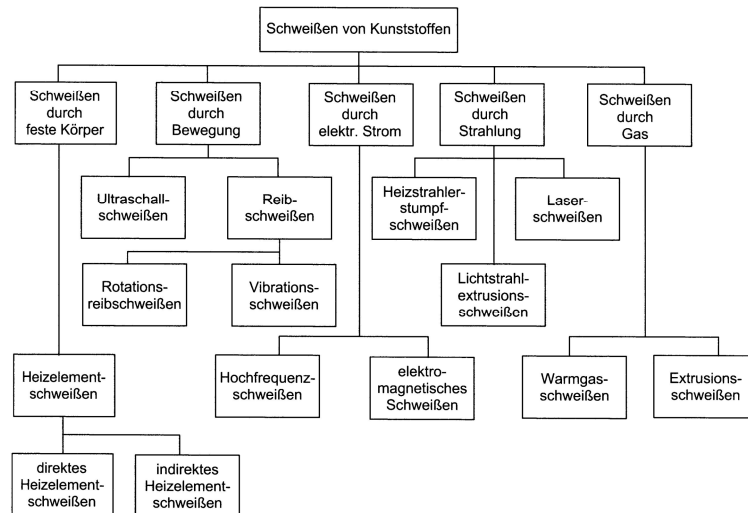 Schweißen von Kunststoffen
Schweißen
durch
feste Körper
Schweißen
durch
Bewegung
Schweißen
durch
elektr. Strom
Schweißen
durch
Strahlung
Schweißen
durch
Gas
Ultraschall-
schweißen
Reib-
schweißen
Heizstrahler-
stumpf-
schweißen
Laser-
schweißen
Rotations-
reibschweißen
Vibrations-
schweißen
Lichtstrahl-
extrusions-
schweißen
Heizelement-
schweißen
Hochfrequenz-
schweißen
elektro-
magnetisches
Schweißen
Warmgas-
schweißen
Extrusions-
schweißen
direktes
Heizelement-
schweißen
indirektes
Heizelement-
schweißen